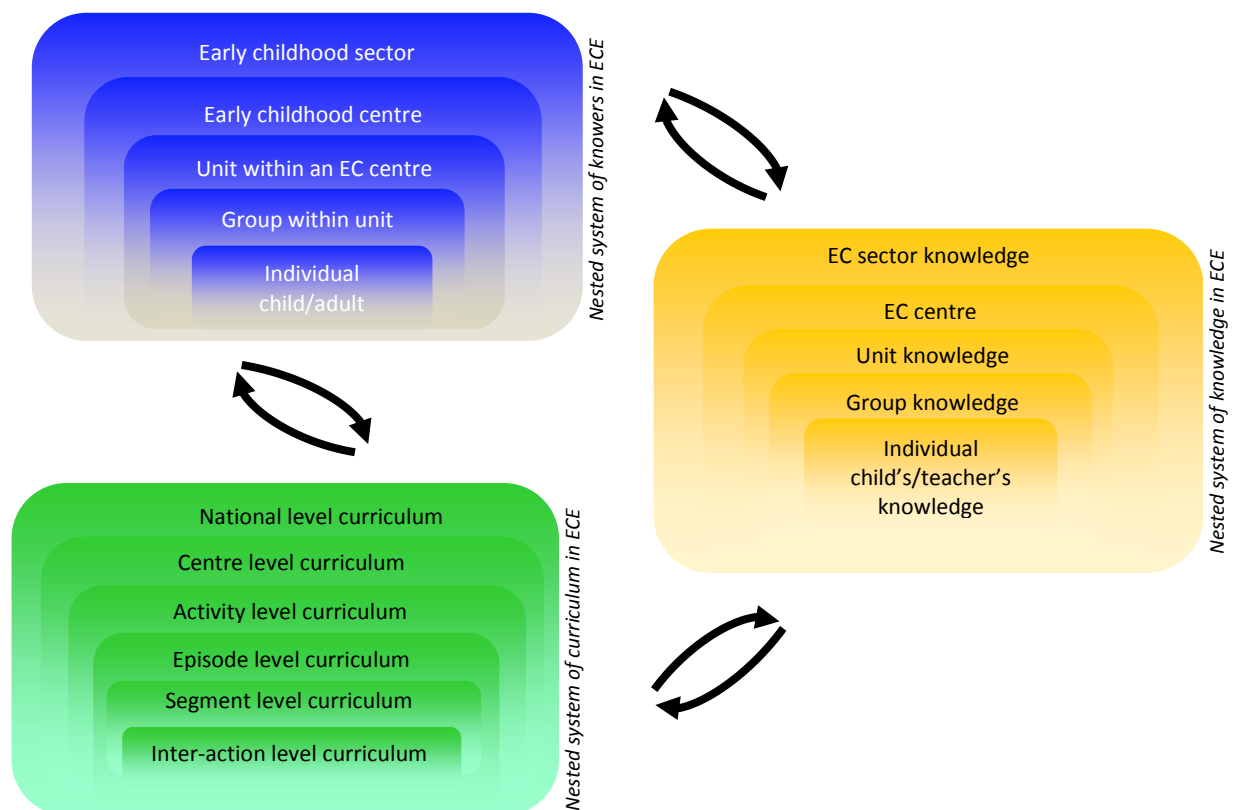 Early childhood sector
Early childhood centre
Unit within an EC centre
Group within unit
Individual
child/adult
Nested system of knowers in ECE
EC sector knowledge
EC centre
Unit knowledge
Group knowledge
Individual
child’s/teacher’s
knowledge
Nested system of knowledge in ECE
National level curriculum
Centre level curriculum
Activity level curriculum
Episode level curriculum
Segment level curriculum
Inter-action level curriculum
Nested system of curriculum in ECE